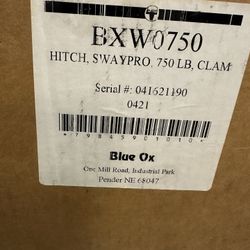 BXW0750
HITCH, SWAYPRO, 750 LB, CLAM
Serial #: 041621190
0421
Blue Ox
One Mill Road, Industrial Park
Pender NE 68047